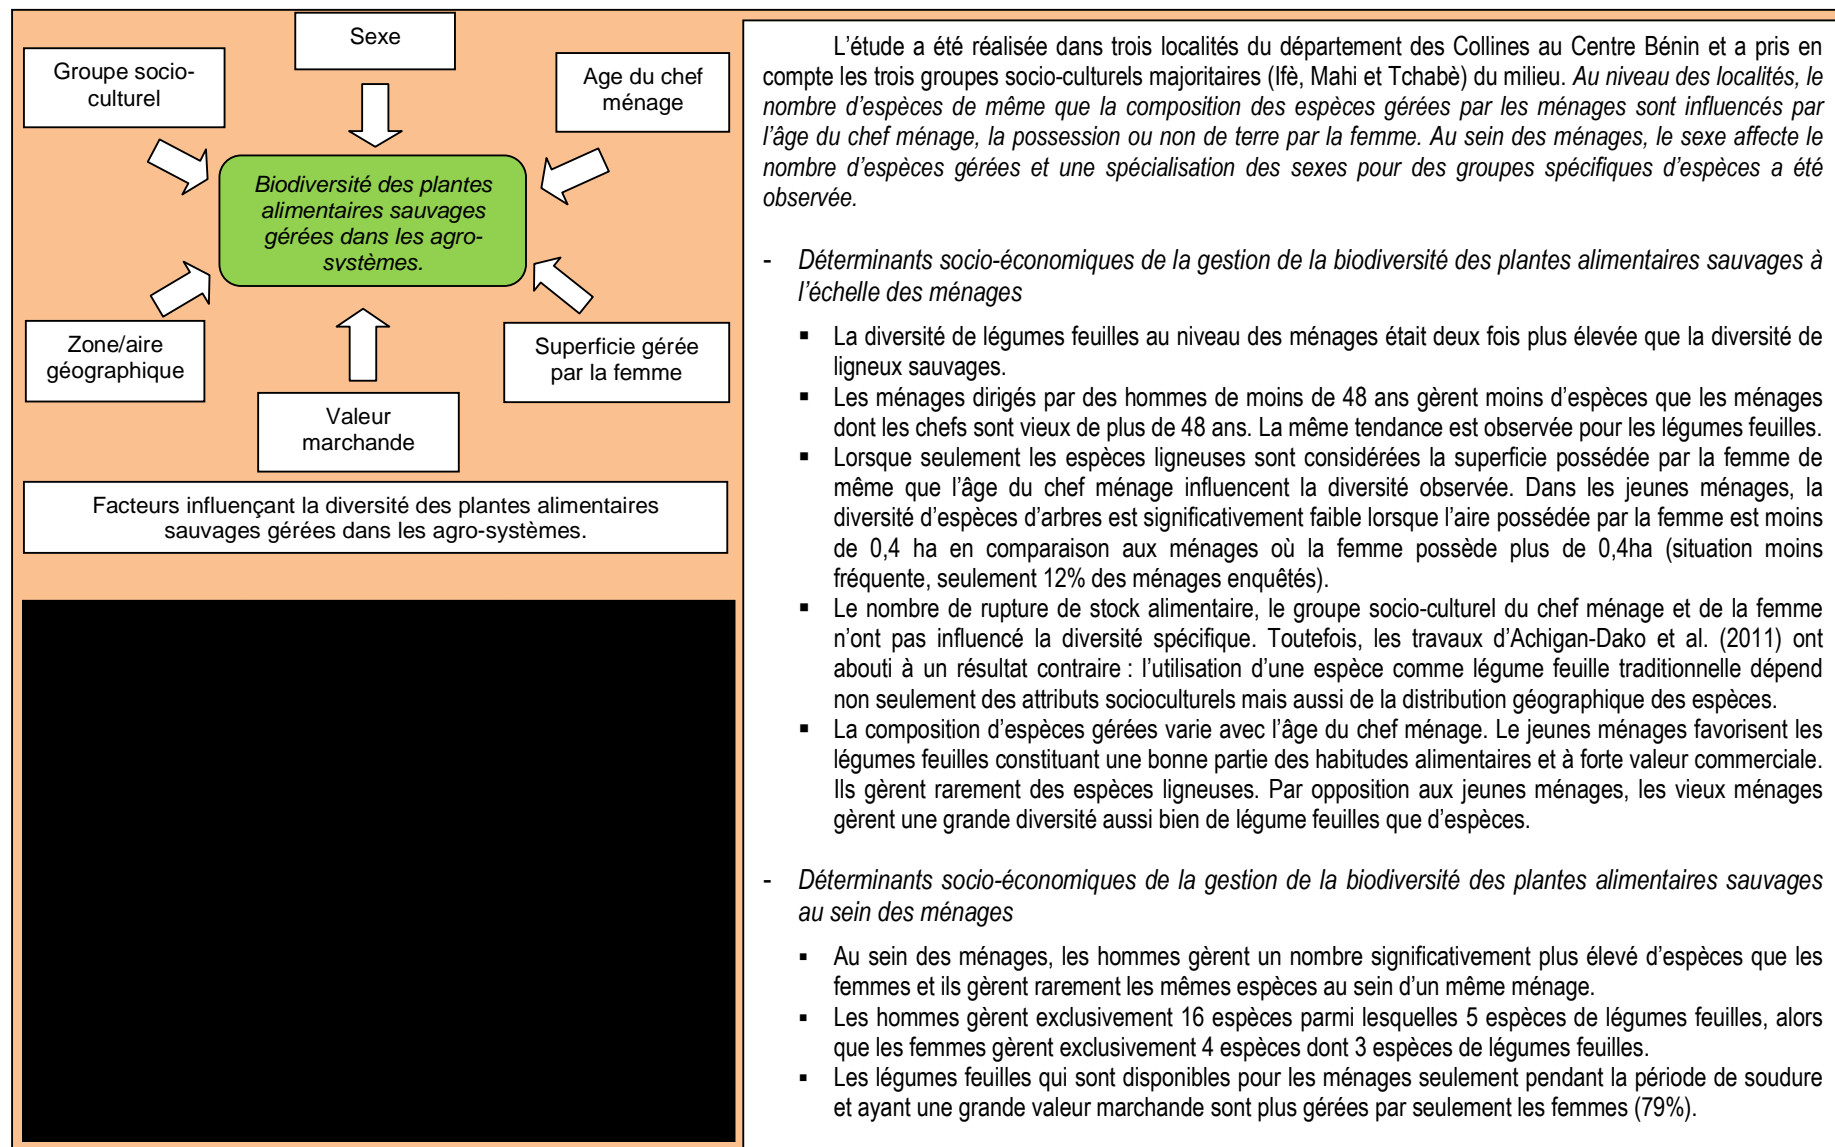 Sexe
Groupe socio-
culturel
Age du chef
ménage
Biodiversité des plantes
alimentaires sauvages
gérées dans les agro-
systèmes.
Zone/aire
géographique
Superficie gérée
par la femme
Valeur
marchande
Facteurs influençant la diversité des plantes alimentaires
sauvages gérées dans les agro-systèmes.
L’étude a été réalisée dans trois localités du département des Collines au Centre Bénin et a pris en
compte les trois groupes socio-culturels majoritaires (Ifè, Mahi et Tchabè) du milieu. Au niveau des localités, le
nombre d’espèces de même que la composition des espèces gérées par les ménages sont influencés par
l’âge du chef ménage, la possession ou non de terre par la femme. Au sein des ménages, le sexe affecte le
nombre d’espèces gérées et une spécialisation des sexes pour des groupes spécifiques d’espèces a été
observée.
- Déterminants socio-économiques de la gestion de la biodiversité des plantes alimentaires sauvages à
l’échelle des ménages
▪ La diversité de légumes feuilles au niveau des ménages était deux fois plus élevée que la diversité de
ligneux sauvages.
▪ Les ménages dirigés par des hommes de moins de 48 ans gèrent moins d’espèces que les ménages
dont les chefs sont vieux de plus de 48 ans. La même tendance est observée pour les légumes feuilles.
▪ Lorsque seulement les espèces ligneuses sont considérées la superficie possédée par la femme de
même que l’âge du chef ménage influencent la diversité observée. Dans les jeunes ménages, la
diversité d’espèces d’arbres est significativement faible lorsque l’aire possédée par la femme est moins
de 0,4 ha en comparaison aux ménages où la femme possède plus de 0,4ha (situation moins
fréquente, seulement 12% des ménages enquêtés).
▪ Le nombre de rupture de stock alimentaire, le groupe socio-culturel du chef ménage et de la femme
n’ont pas influencé la diversité spécifique. Toutefois, les travaux d’Achigan-Dako et al. (2011) ont
abouti à un résultat contraire : l’utilisation d’une espèce comme légume feuille traditionnelle dépend
non seulement des attributs socioculturels mais aussi de la distribution géographique des espèces.
▪ La composition d’espèces gérées varie avec l’âge du chef ménage. Le jeunes ménages favorisent les
légumes feuilles constituant une bonne partie des habitudes alimentaires et à forte valeur commerciale.
Ils gèrent rarement des espèces ligneuses. Par opposition aux jeunes ménages, les vieux ménages
gèrent une grande diversité aussi bien de légume feuilles que d’espèces.
- Déterminants socio-économiques de la gestion de la biodiversité des plantes alimentaires sauvages
au sein des ménages
▪ Au sein des ménages, les hommes gèrent un nombre significativement plus élevé d’espèces que les
femmes et ils gèrent rarement les mêmes espèces au sein d’un même ménage.
▪ Les hommes gèrent exclusivement 16 espèces parmi lesquelles 5 espèces de légumes feuilles, alors
que les femmes gèrent exclusivement 4 espèces dont 3 espèces de légumes feuilles.
▪ Les légumes feuilles qui sont disponibles pour les ménages seulement pendant la période de soudure
et ayant une grande valeur marchande sont plus gérées par seulement les femmes (79%).